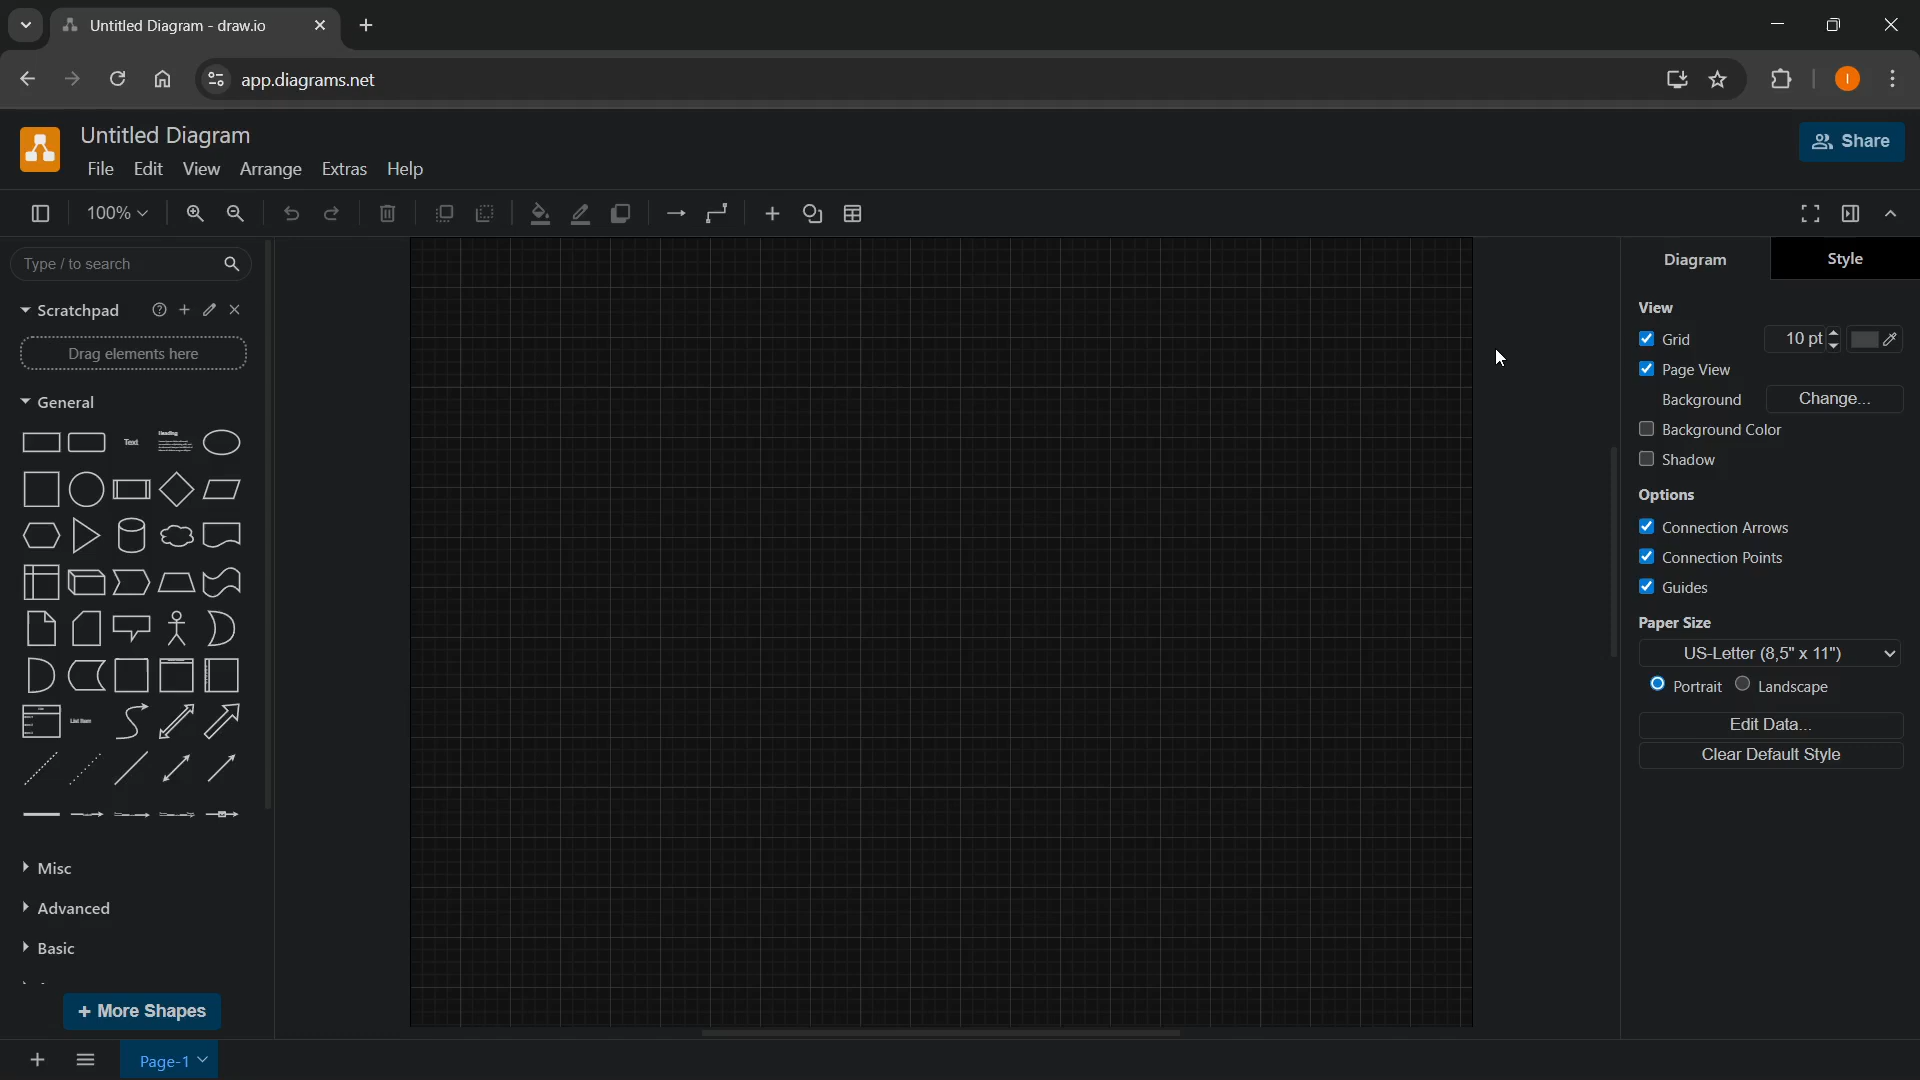 Untitled Diagram - draw.io
app.diagrams.net
I
Untitled Diagram
File Edit View Arrange Extras Help
Share
100%
Type / to search
Scratchpad
Drag elements here
General
Text
Heading
List Item
Misc
Advanced
Basic
+ More Shapes
Page-1
Diagram Style
View
Grid 10 pt
Page View
Background Change...
Background Color
Shadow
Options
Connection Arrows
Connection Points
Guides
Paper Size
US-Letter (8,5" x 11")
Portrait Landscape
Edit Data...
Clear Default Style